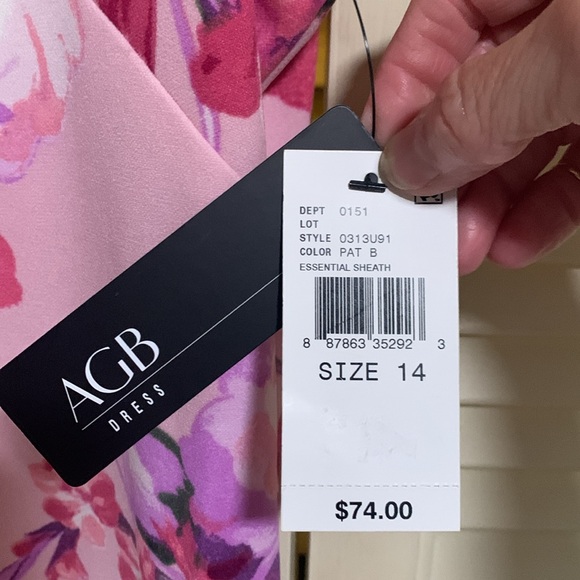 AGB
DRESS
DEPT 0151
LOT
STYLE 0313U91
COLOR PAT B
ESSENTIAL SHEATH
8 87863 35292 3
SIZE 14
$74.00